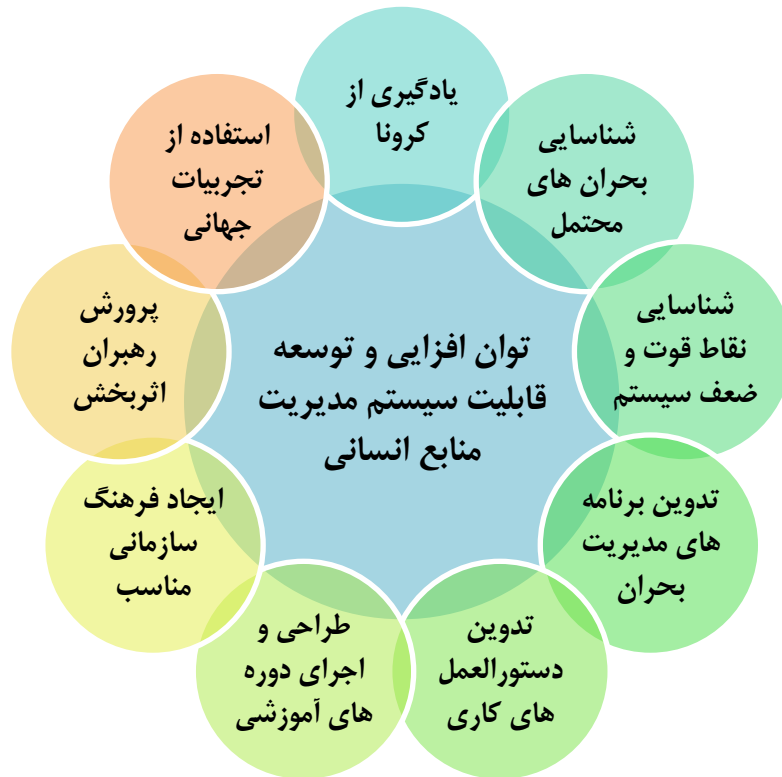 یادگیری از
کرونا
شناسایی
بحران های
محتمل
شناسایی
نقاط قوت و
ضعف سیستم
تدوین برنامه
های مدیریت
بحران
تدوین
دستورالعمل
های کاری
طراحی و
اجرای دوره
های آموزشی
ایجاد فرهنگ
سازمانی
مناسب
پرورش
رهبران
اثربخش
استفاده از
تجربیات
جهانی
توان افزایی و توسعه
قابلیت سیستم مدیریت
منابع انسانی